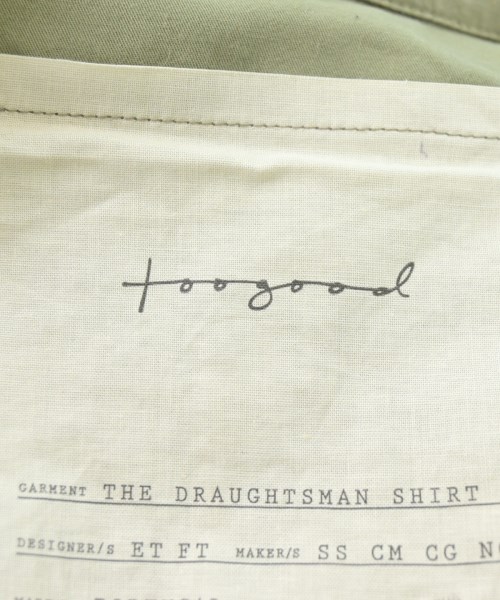 toogood
GARMENT THE DRAUGHTSMAN SHIRT
DESIGNER/S ET FT MAKER/S SS CM CG